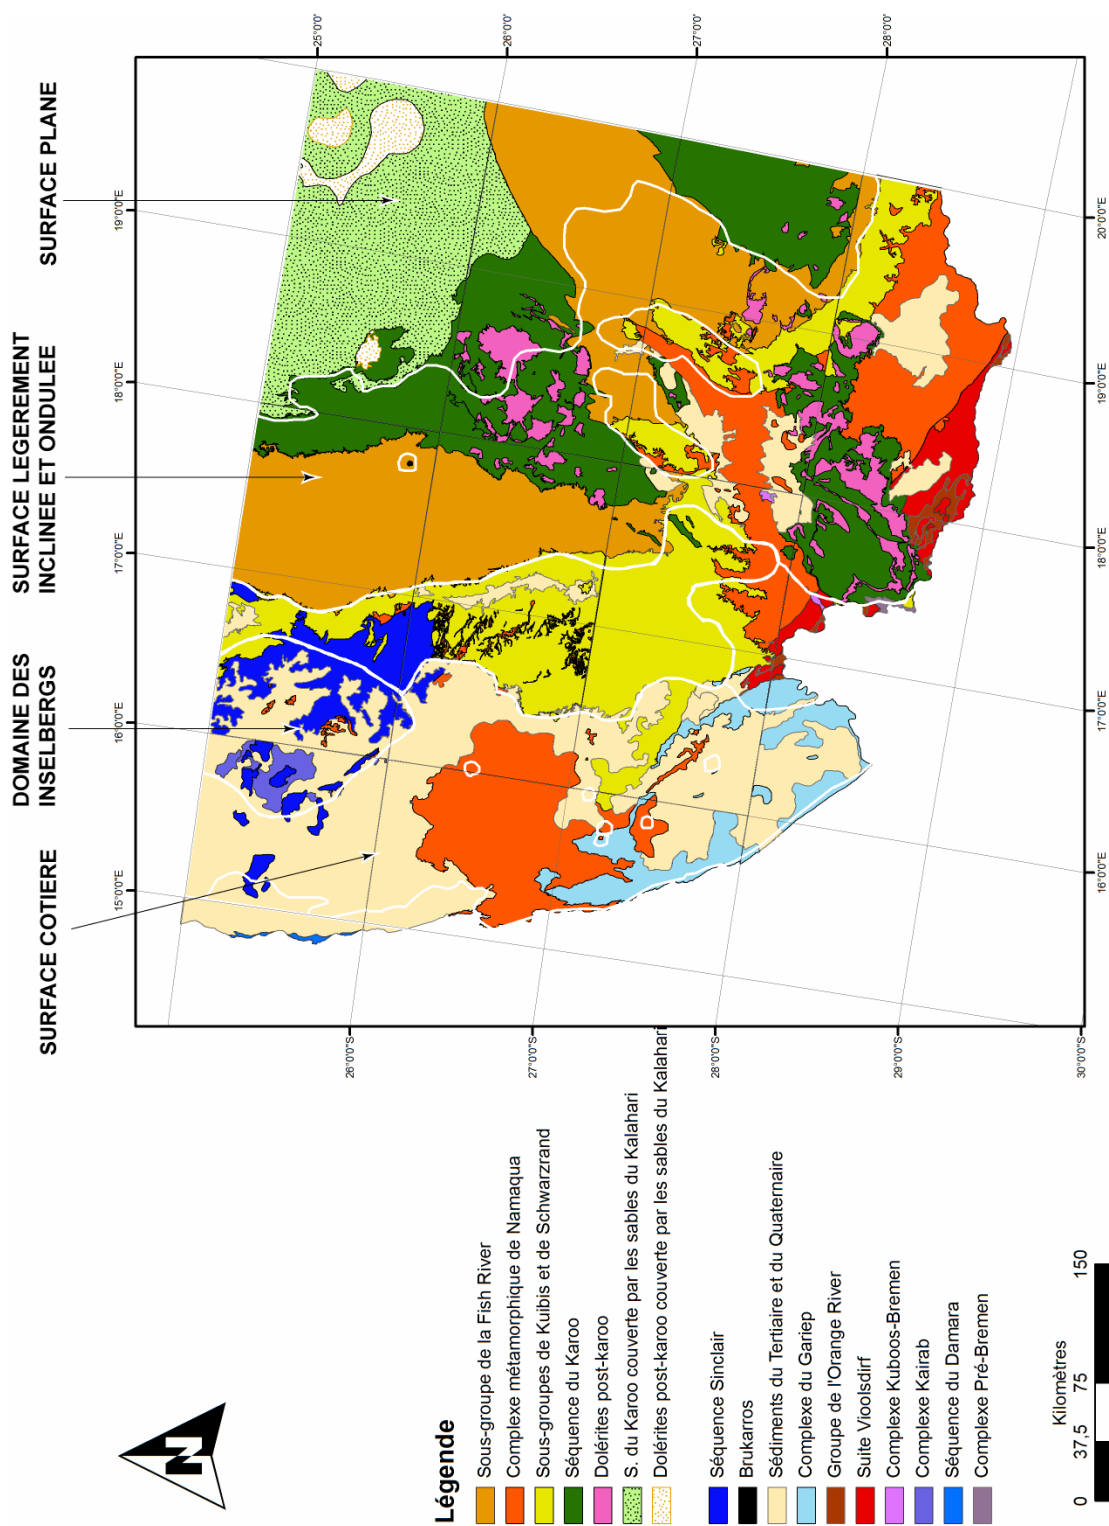 SURFACE COTIERE
DOMAINE DES
INSELBERGS
SURFACE LEGEREMENT
INCLINEE ET ONDULEE
SURFACE PLANE
15°0'0"E
16°0'0"E
17°0'0"E
18°0'0"E
19°0'0"E
25°0'0"
26°0'0"
27°0'0"
28°0'0"
26°0'0"S
27°0'0"S
28°0'0"S
29°0'0"S
30°0'0"S
16°0'0"E
17°0'0"E
18°0'0"E
19°0'0"E
20°0'0"E
N
Légende
Sous-groupe de la Fish River
Complexe métamorphique de Namaqua
Sous-groupes de Kuibis et de Schwarzrand
Séquence du Karoo
Dolérites post-karoo
S. du Karoo couverte par les sables du Kalahari
Dolérites post-karoo couverte par les sables du Kalahari
Séquence Sinclair
Brukarros
Sédiments du Tertiaire et du Quaternaire
Complexe du Gariep
Groupe de l'Orange River
Suite Vioolsdirf
Complexe Kuboos-Bremen
Complexe Kairab
Séquence du Damara
Complexe Pré-Bremen
Kilomètres
0 37,5 75 150